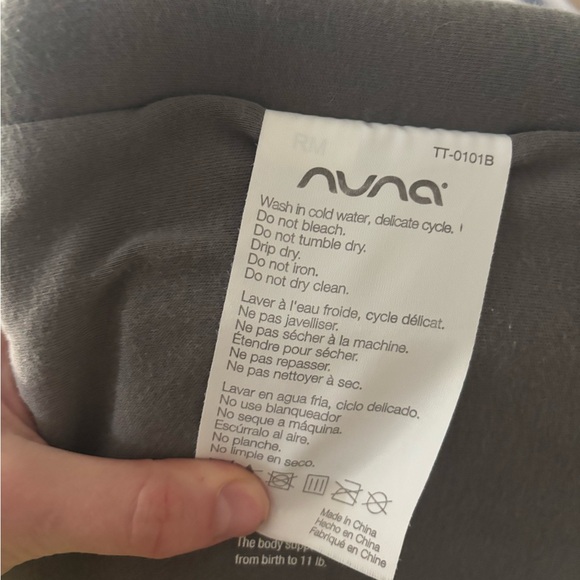 TT-0101B
nuna
Wash in cold water, delicate cycle.
Do not bleach.
Do not tumble dry.
Drip dry.
Do not iron.
Do not dry clean.
Laver à l'eau froide, cycle délicat.
Ne pas javelliser.
Ne pas sécher à la machine.
Étendre pour sécher.
Ne pas repasser.
Ne pas nettoyer à sec.
Lavar en agua fria, ciclo delicado.
No use blanqueador
No seque a máquina.
Escúrralo al aire.
No planche.
No limpie en seco.
Made in China
Hecho en China
Fabriqué en Chine
The body
from birth to 11 lb.